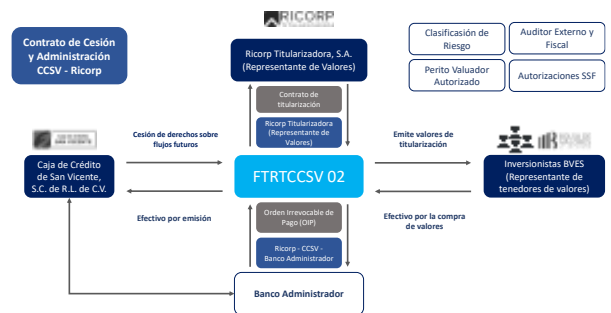 RICORP
Contrato de Cesión
y Administración
CCSV - Ricorp
Ricorp Titularizadora, S.A.
(Representante de Valores)
Clasificación de
Riesgo
Auditor Externo y
Fiscal
Perito Valuador
Autorizado
Autorizaciones SSF
Contrato de
titularización
Ricorp Titularizadora
(Representante de
Valores)
Cesión de derechos sobre
flujos futuros
Emite valores de
titularización
Caja de Crédito
de San Vicente,
S.C. de R.L. de C.V.
FTRTCCSV 02
Inversionistas BVES
(Representante de
tenedores de valores)
Efectivo por emisión
Orden Irrevocable de
Pago (OIP)
Efectivo por la compra
de valores
Ricorp - CCSV -
Banco Administrador
Banco Administrador